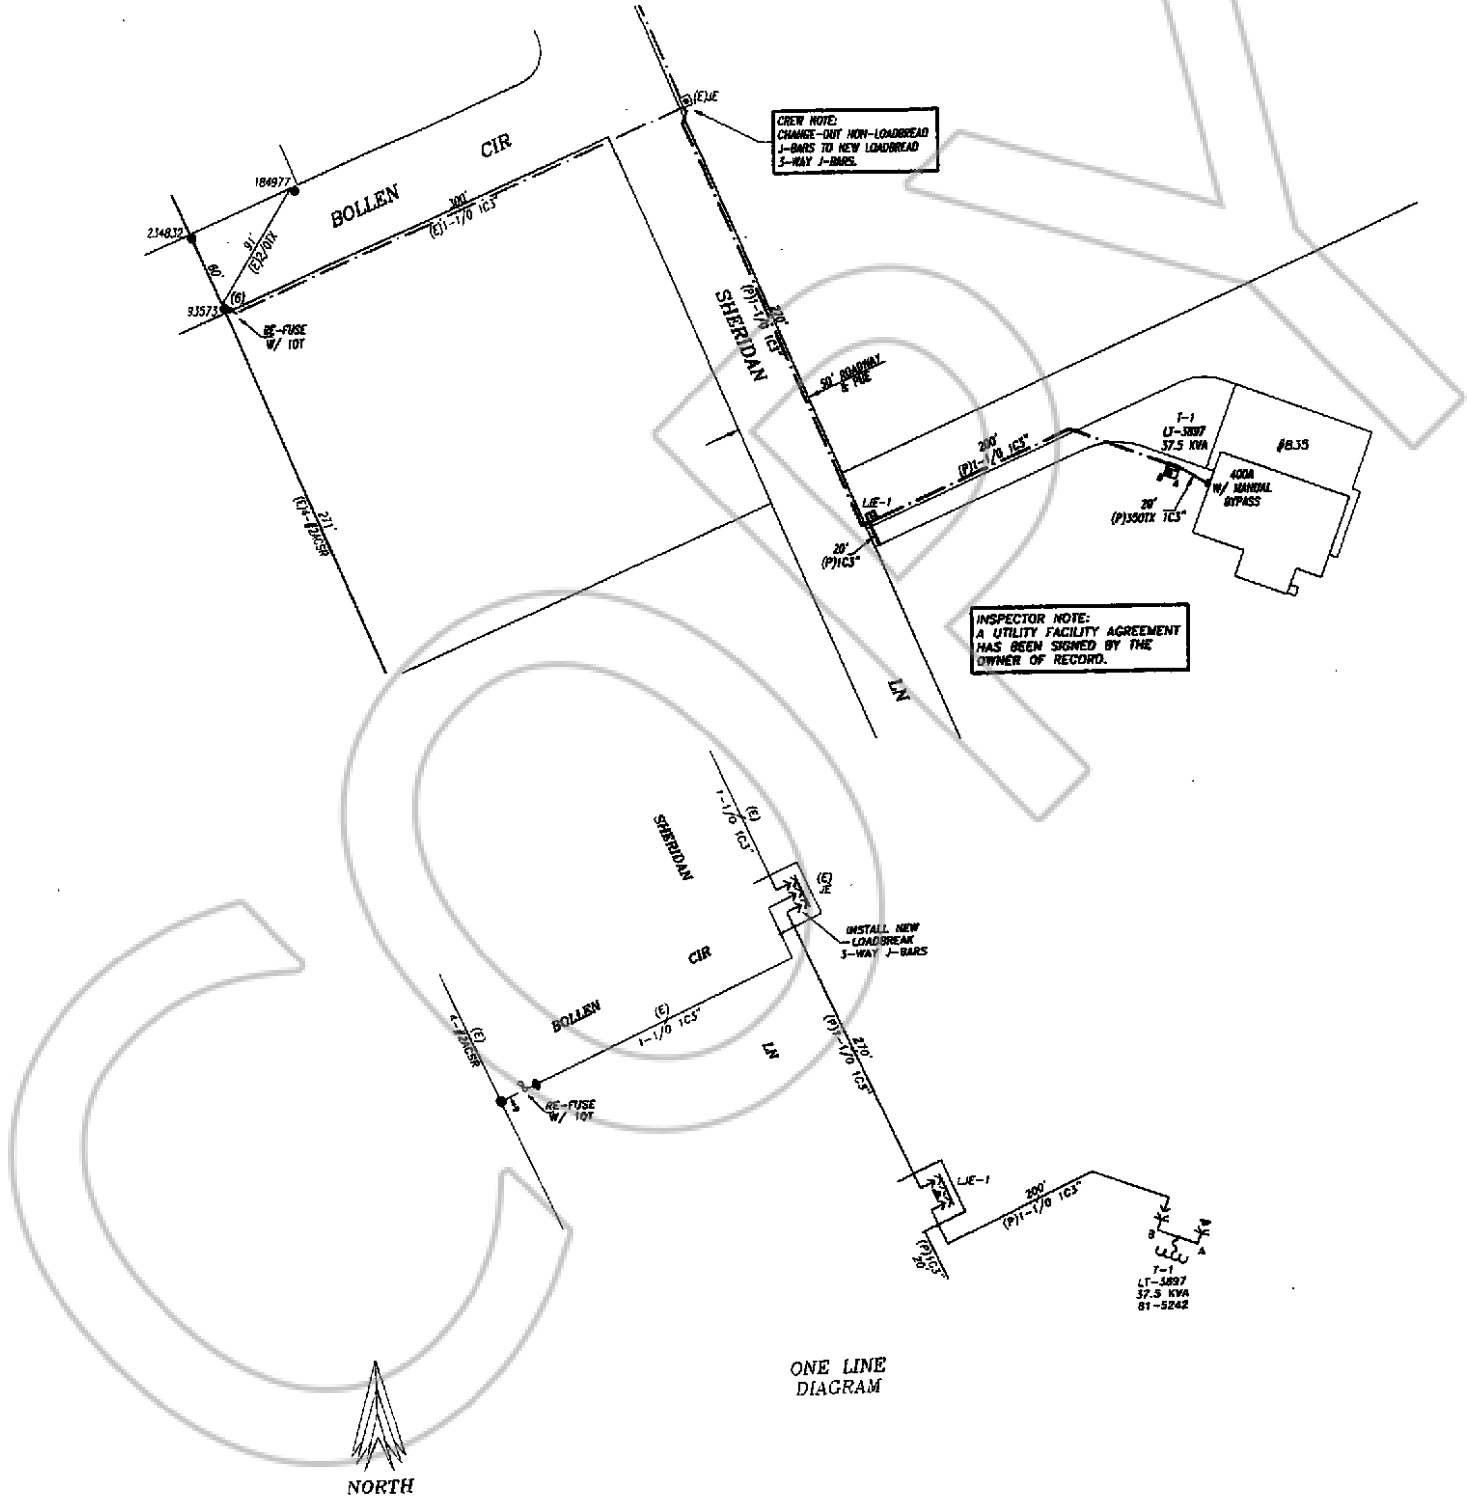 (E)JE
CREW NOTE:
CHANGE-OUT NON-LOADBREAD
J-BARS TO NEW LOADBREAD
3-WAY J-BARS.
BOLLEN CIR
184977
234832
91'
(E)2/0TX
60'
93573
(6)
RE-FUSE
W/ 10T
300'
(E)1-1/0 1C3"
SHERIDAN
270'
(P)1-1/0 1C3"
50' ROADWAY
& PUE
271'
(E)4-#2ACSR
200'
(P)1-1/0 1C3"
T-1
LT-3897
37.5 KVA
#835
400A
W/ MANUAL
BYPASS
20'
(P)350TX 1C3"
LJE-1
20'
(P)1C3"
INSPECTOR NOTE:
A UTILITY FACILITY AGREEMENT
HAS BEEN SIGNED BY THE
OWNER OF RECORD.
LN
(E)
1-1/0 1C3"
SHERIDAN
(E)
JE
INSTALL NEW
LOADBREAK
3-WAY J-BARS
BOLLEN CIR
(E)
1-1/0 1C3"
(E)
4-#2ACSR
LN
RE-FUSE
W/ 10T
270'
(P)1-1/0 1C3"
LJE-1
200'
(P)1-1/0 1C3"
(P)1C3"
20'
B
A
T-1
LT-3897
37.5 KVA
81-5242
ONE LINE
DIAGRAM
NORTH
COPY